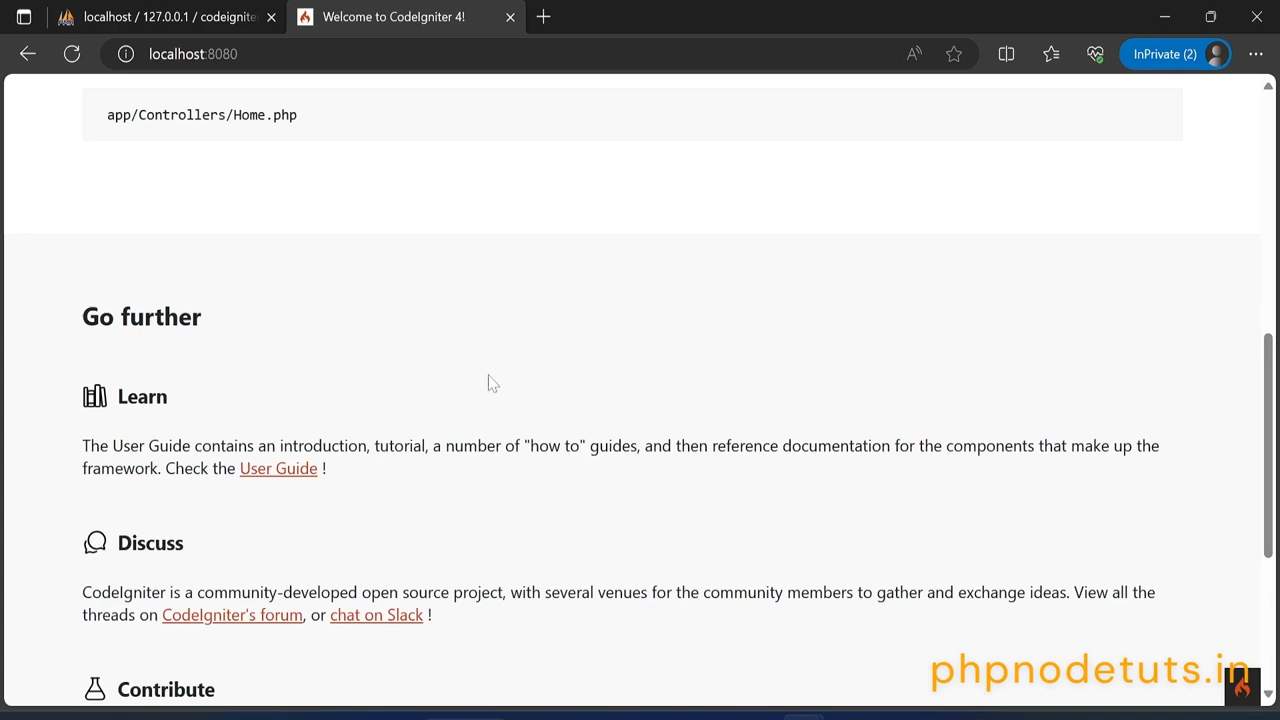 localhost / 127.0.0.1 / codeignite
Welcome to CodeIgniter 4!
localhost:8080
InPrivate (2)
app/Controllers/Home.php
Go further
Learn
The User Guide contains an introduction, tutorial, a number of "how to" guides, and then reference documentation for the components that make up the
framework. Check the User Guide !
Discuss
CodeIgniter is a community-developed open source project, with several venues for the community members to gather and exchange ideas. View all the
threads on CodeIgniter's forum, or chat on Slack !
Contribute
phpnodetuts.in